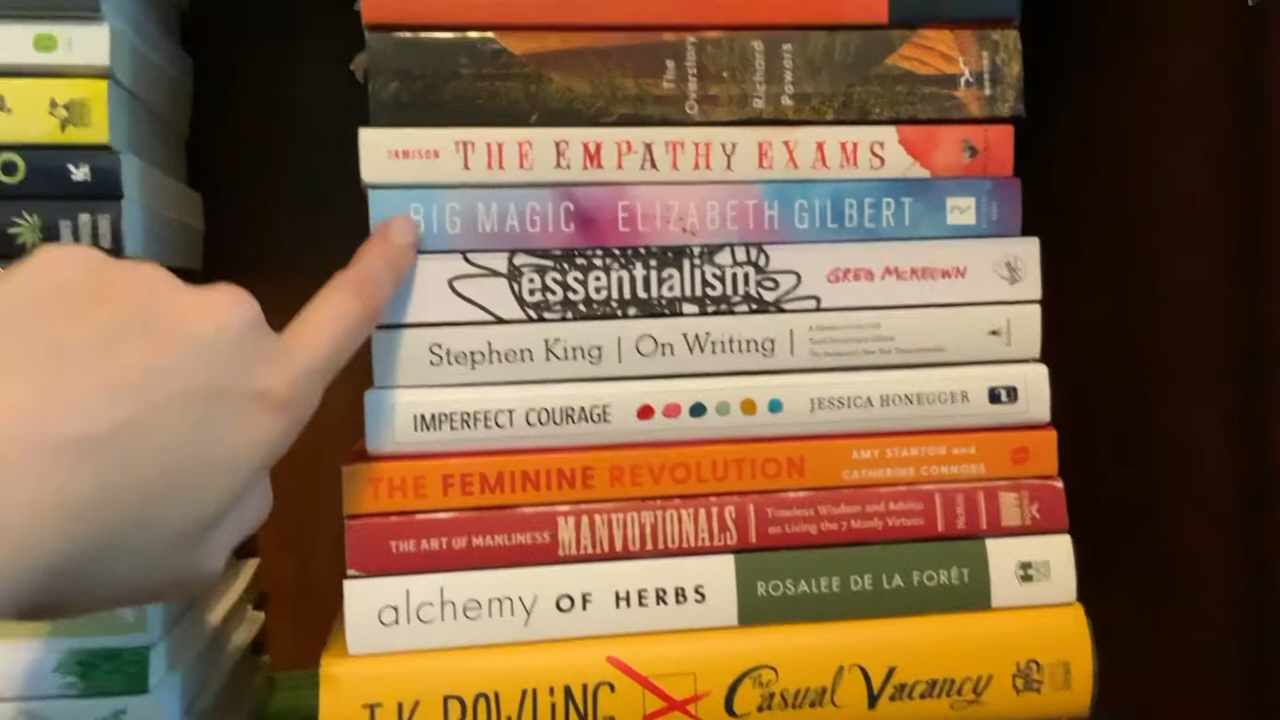 The Overstory
Richard Powers
JAMISON THE EMPATHY EXAMS
BIG MAGIC ELIZABETH GILBERT
essentialism GREG McKEOWN
Stephen King | On Writing |
IMPERFECT COURAGE JESSICA HONEGGER
THE FEMININE REVOLUTION AMY STANTON and
CATHERINE CONNORS
THE ART OF MANLINESS MANVOTIONALS Timeless Wisdom and Advice
on Living the 7 Manly Virtues
alchemy OF HERBS ROSALEE DE LA FORÊT
J.K. ROWLING The Casual Vacancy